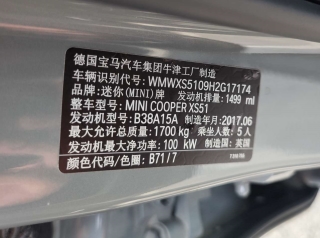 德国宝马汽车集团牛津工厂制造
车辆识别代号: WMWXS5109H2G17174
品牌: 迷你(MINI)牌 发动机排量: 1499 ml
整车型号: MINI COOPER XS51
发动机型号: B38A15A 制造年月: 2017.06
最大允许总质量: 1700 kg 乘坐人数: 5人
发动机最大净功率: 100 kW 制造国: 英国
颜色代码/色圈: B71 / 7